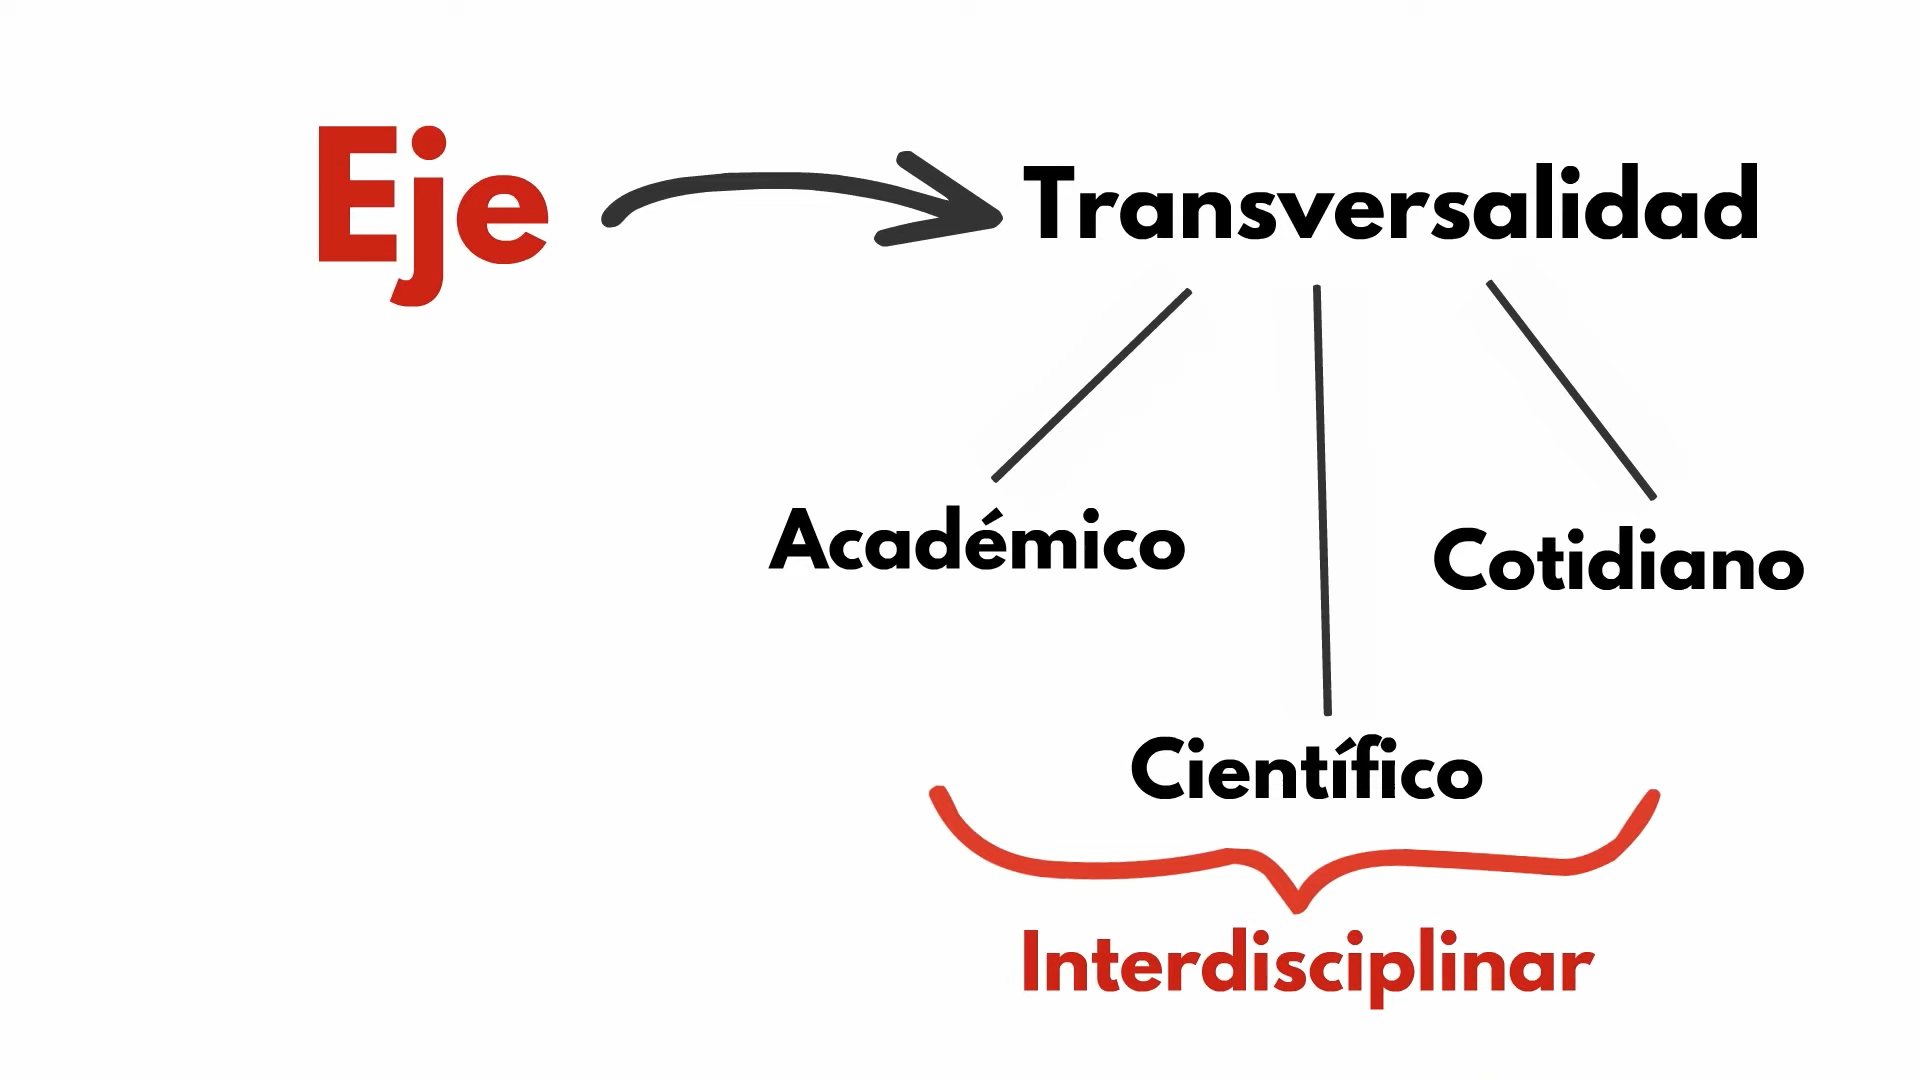 Eje
Transversalidad
Académico
Cotidiano
Científico
Interdisciplinar